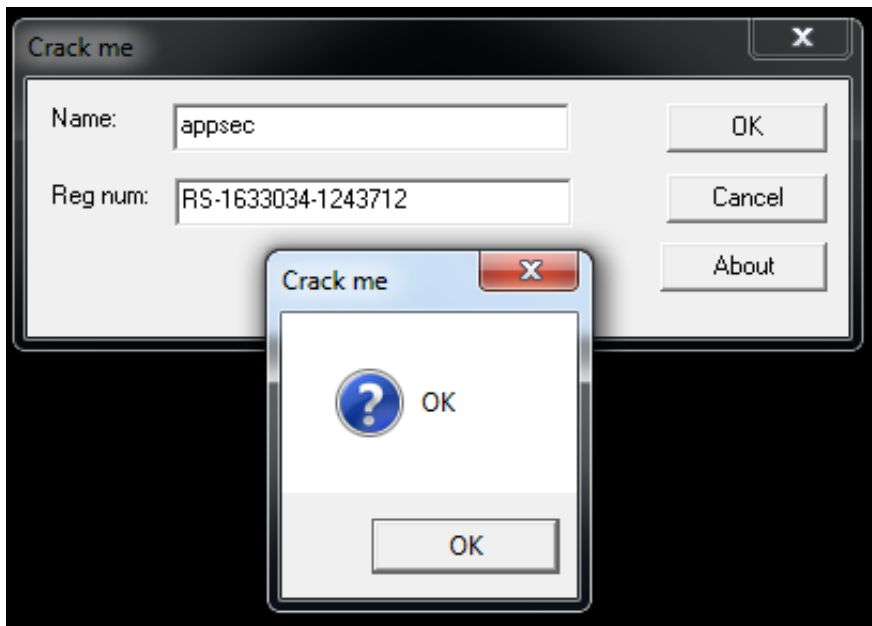 Crack me
Name:
appsec
OK
Reg num:
RS-1633034-1243712
Cancel
About
Crack me
OK
OK